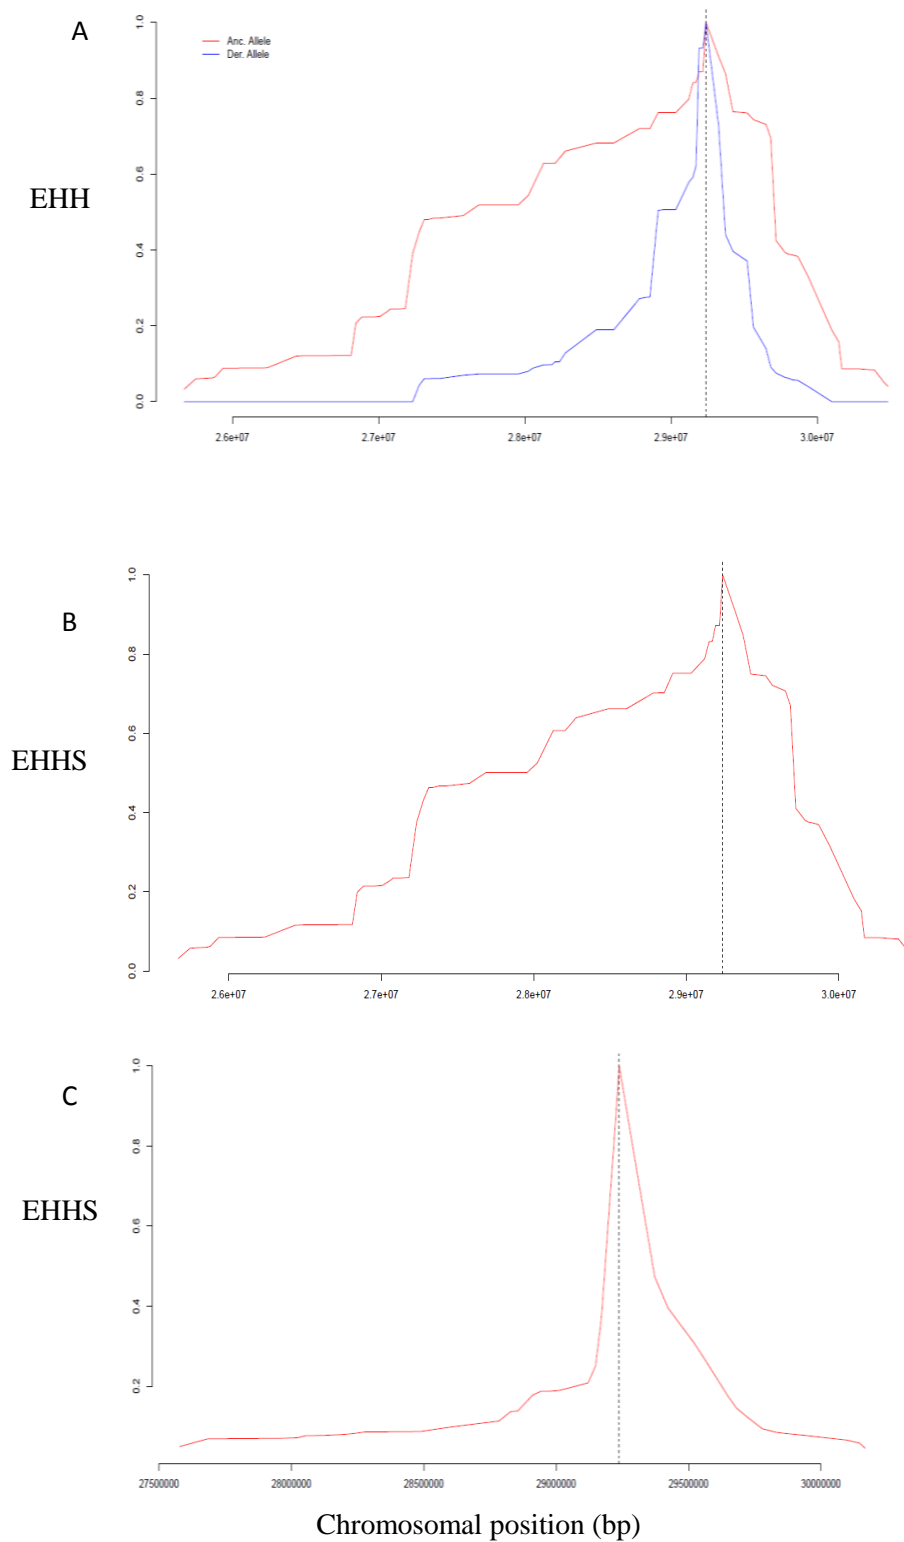 A
Anc. Allele
Der. Allele
EHH
1.0
0.8
0.6
0.4
0.2
0.0
2.6e+07 2.7e+07 2.8e+07 2.9e+07 3.0e+07
B
EHHS
1.0
0.8
0.6
0.4
0.2
0.0
2.6e+07 2.7e+07 2.8e+07 2.9e+07 3.0e+07
C
EHHS
1.0
0.8
0.6
0.4
0.2
27500000 28000000 28500000 29000000 29500000 30000000
Chromosomal position (bp)